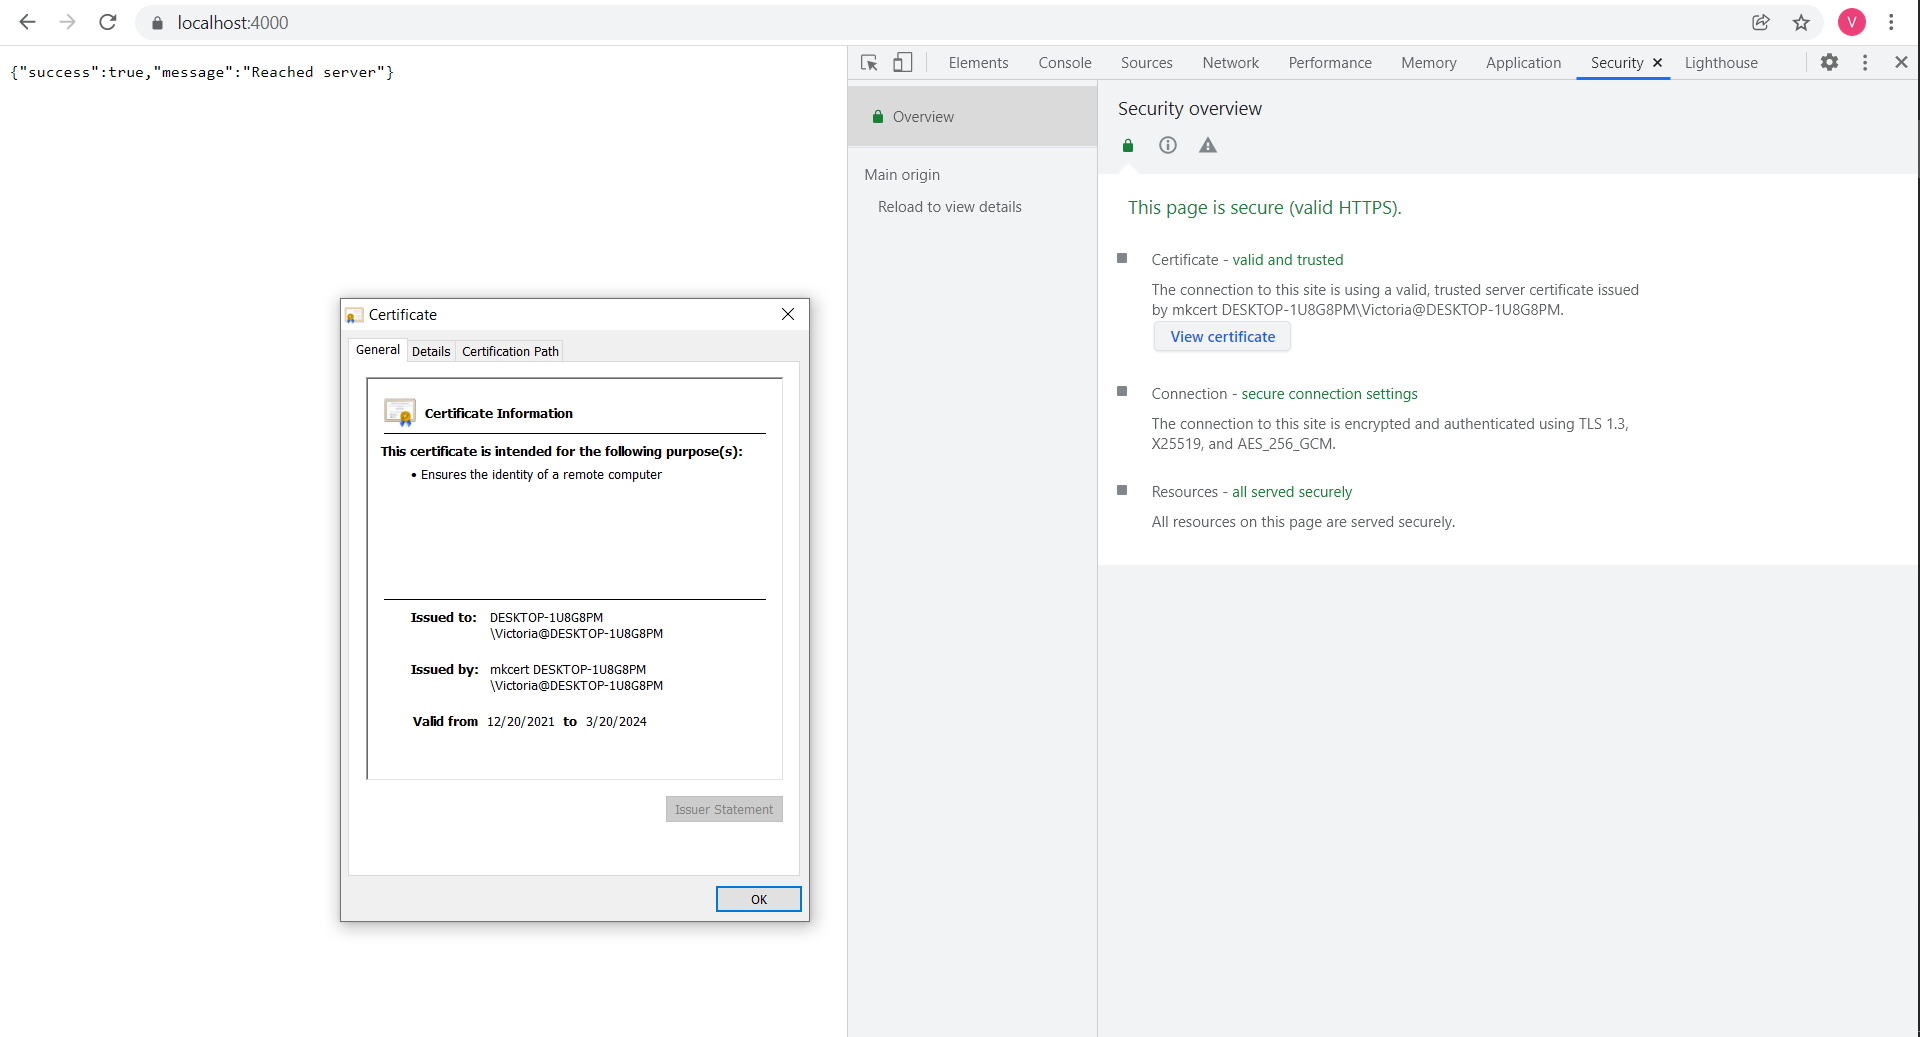 localhost:4000
V
{"success":true,"message":"Reached server"}
Elements Console Sources Network Performance Memory Application Security Lighthouse
Overview
Main origin
Reload to view details
Security overview
This page is secure (valid HTTPS).
Certificate - valid and trusted
The connection to this site is using a valid, trusted server certificate issued
by mkcert DESKTOP-1U8G8PM\Victoria@DESKTOP-1U8G8PM.
View certificate
Connection - secure connection settings
The connection to this site is encrypted and authenticated using TLS 1.3,
X25519, and AES_256_GCM.
Resources - all served securely
All resources on this page are served securely.
Certificate
General Details Certification Path
Certificate Information
This certificate is intended for the following purpose(s):
• Ensures the identity of a remote computer
Issued to: DESKTOP-1U8G8PM
\Victoria@DESKTOP-1U8G8PM
Issued by: mkcert DESKTOP-1U8G8PM
\Victoria@DESKTOP-1U8G8PM
Valid from 12/20/2021 to 3/20/2024
Issuer Statement
OK